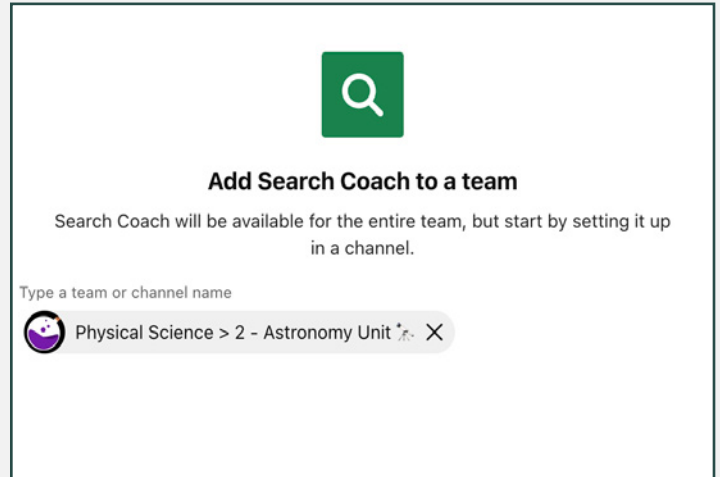 Add Search Coach to a team
Search Coach will be available for the entire team, but start by setting it up
in a channel.
Type a team or channel name
Physical Science > 2 - Astronomy Unit